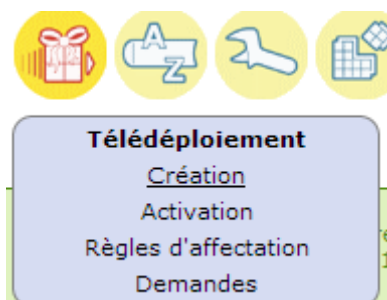 A
Z
Télédéploiement
Création
Activation
Règles d'affectation
Demandes